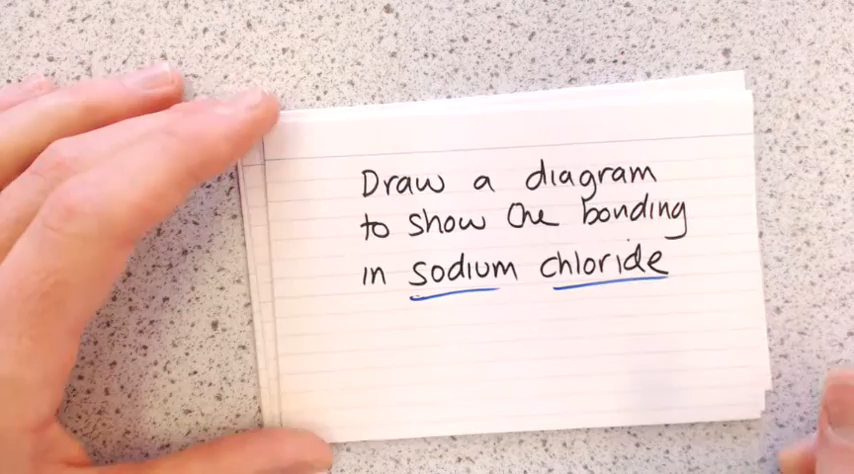 Draw a diagram
to show the bonding
in sodium chloride